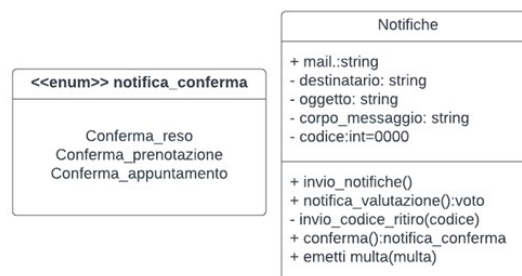 <<enum>> notifica_conferma
Conferma_reso
Conferma_prenotazione
Conferma_appuntamento
Notifiche
+ mail.:string
- destinatario: string
- oggetto: string
- corpo_messaggio: string
- codice:int=0000
+ invio_notifiche()
+ notifica_valutazione():voto
- invio_codice_ritiro(codice)
+ conferma():notifica_conferma
+ emetti multa(multa)